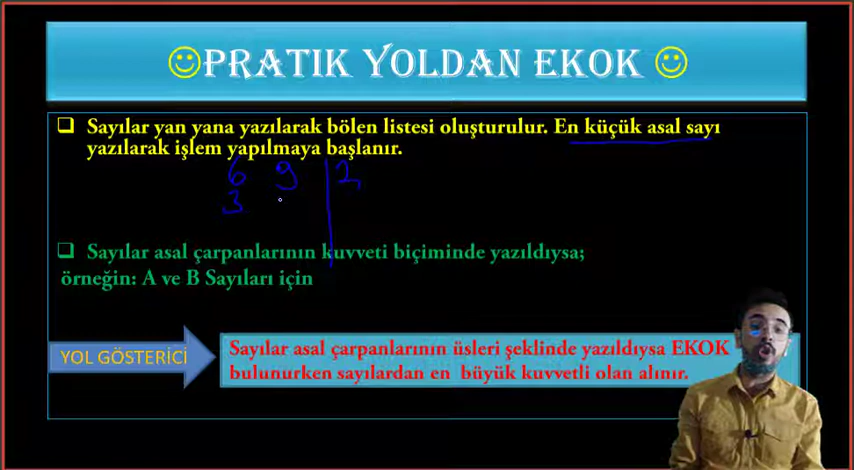 PRATIK YOLDAN EKOK
Sayılar yan yana yazılarak bölen listesi oluşturulur. En küçük asal sayı
yazılarak işlem yapılmaya başlanır.
6 9 2
3
Sayılar asal çarpanlarının kuvveti biçiminde yazıldıysa;
örneğin: A ve B Sayıları için
YOL GÖSTERİCİ
Sayılar asal çarpanlarının üsleri şeklinde yazıldıysa EKOK
bulunurken sayılardan en büyük kuvvetli olan alınır.